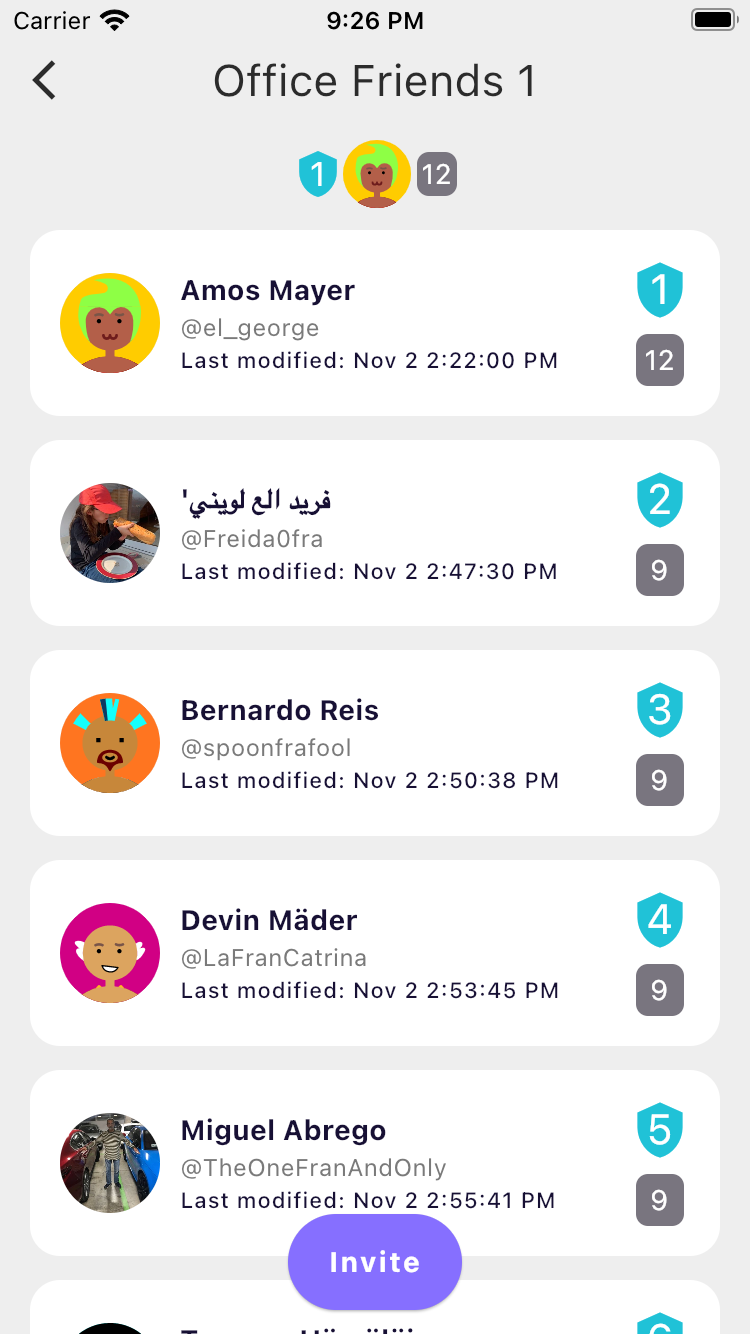 Carrier 9:26 PM
Office Friends 1
1 12
Amos Mayer
@el_george
Last modified: Nov 2 2:22:00 PM
1
12
فريد الع لويني'
@Freida0fra
Last modified: Nov 2 2:47:30 PM
2
9
Bernardo Reis
@spoonfrafool
Last modified: Nov 2 2:50:38 PM
3
9
Devin Mäder
@LaFranCatrina
Last modified: Nov 2 2:53:45 PM
4
9
Miguel Abrego
@TheOneFranAndOnly
Last modified: Nov 2 2:55:41 PM
5
9
Invite